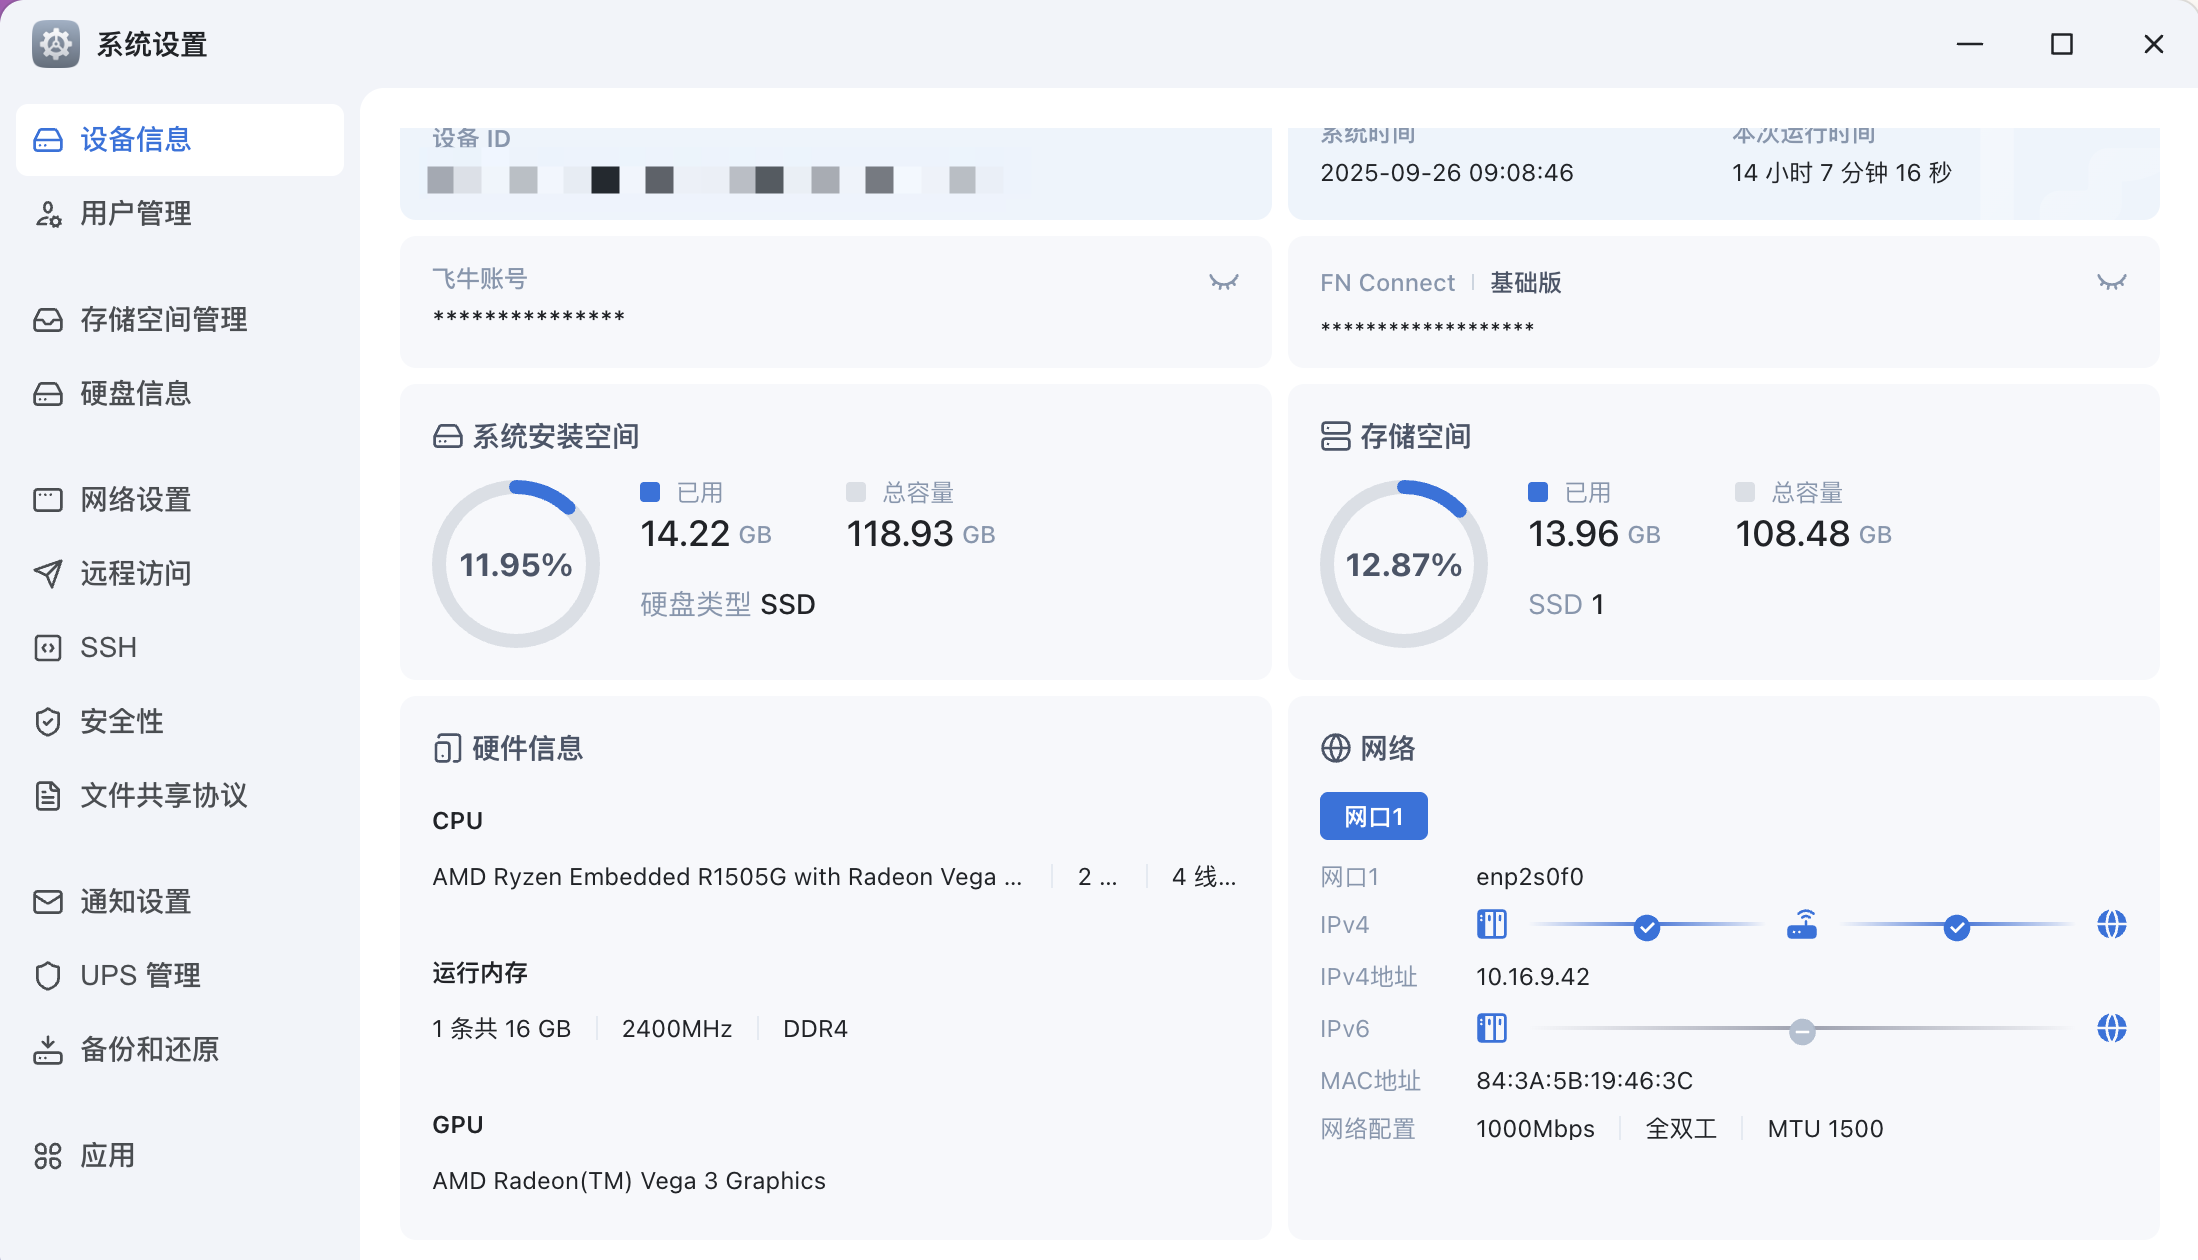 系统设置
设备信息
用户管理
存储空间管理
硬盘信息
网络设置
远程访问
SSH
安全性
文件共享协议
通知设置
UPS 管理
备份和还原
应用
设备 ID
系统时间
2025-09-26 09:08:46
本次运行时间
14 小时 7 分钟 16 秒
飞牛账号
***************
FN Connect 基础版
*******************
系统安装空间
11.95%
已用
14.22 GB
总容量
118.93 GB
硬盘类型 SSD
存储空间
12.87%
已用
13.96 GB
总容量
108.48 GB
SSD 1
硬件信息
CPU
AMD Ryzen Embedded R1505G with Radeon Vega ... 2 ... 4 线...
运行内存
1 条共 16 GB 2400MHz DDR4
GPU
AMD Radeon(TM) Vega 3 Graphics
网络
网口1
网口1 enp2s0f0
IPv4
IPv4地址 10.16.9.42
IPv6
MAC地址 84:3A:5B:19:46:3C
网络配置 1000Mbps 全双工 MTU 1500